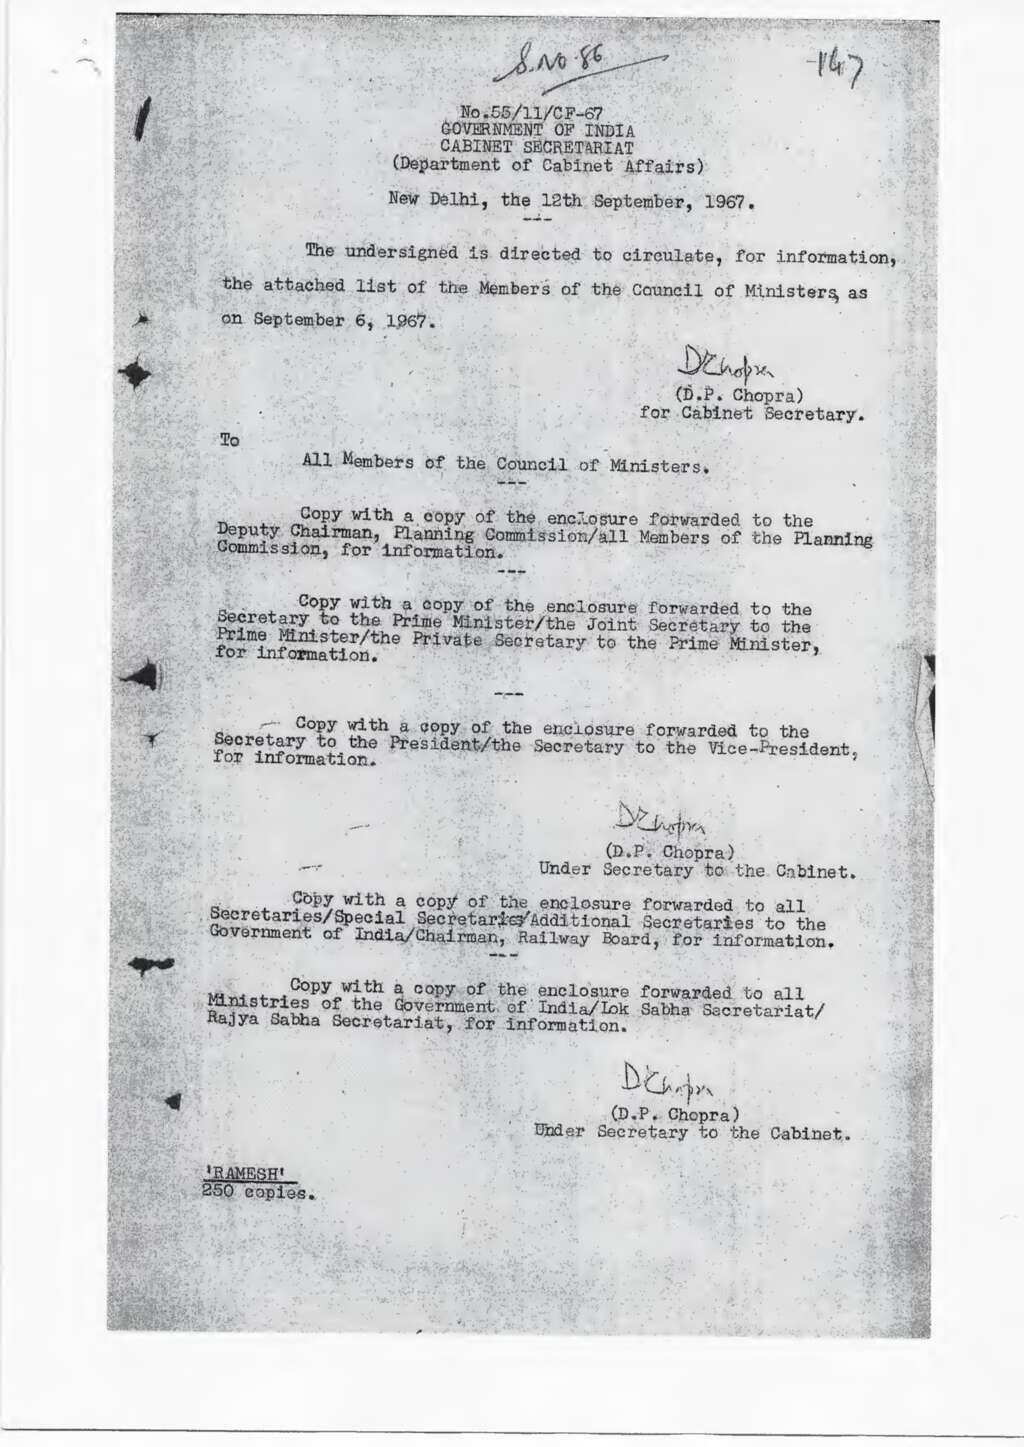 S.No. 86
147
No.55/11/CF-67
GOVERNMENT OF INDIA
CABINET SECRETARIAT
(Department of Cabinet Affairs)
New Delhi, the 12th September, 1967.
---
The undersigned is directed to circulate, for information,
the attached list of the Members of the Council of Ministers, as
on September 6, 1967.
DPChopra
(D.P. Chopra)
for Cabinet Secretary.
To
All Members of the Council of Ministers.
---
Copy with a copy of the enclosure forwarded to the
Deputy Chairman, Planning Commission/all Members of the Planning
Commission, for information.
---
Copy with a copy of the enclosure forwarded to the
Secretary to the Prime Minister/the Joint Secretary to the
Prime Minister/the Private Secretary to the Prime Minister,
for information.
---
Copy with a copy of the enclosure forwarded to the
Secretary to the President/the Secretary to the Vice-President,
for information.
DPChopra
(D.P. Chopra)
Under Secretary to the Cabinet.
Copy with a copy of the enclosure forwarded to all
Secretaries/Special Secretaries/Additional Secretaries to the
Government of India/Chairman, Railway Board, for information.
---
Copy with a copy of the enclosure forwarded to all
Ministries of the Government of India/Lok Sabha Secretariat/
Rajya Sabha Secretariat, for information.
DPChopra
(D.P. Chopra)
Under Secretary to the Cabinet.
'RAMESH'
250 copies.